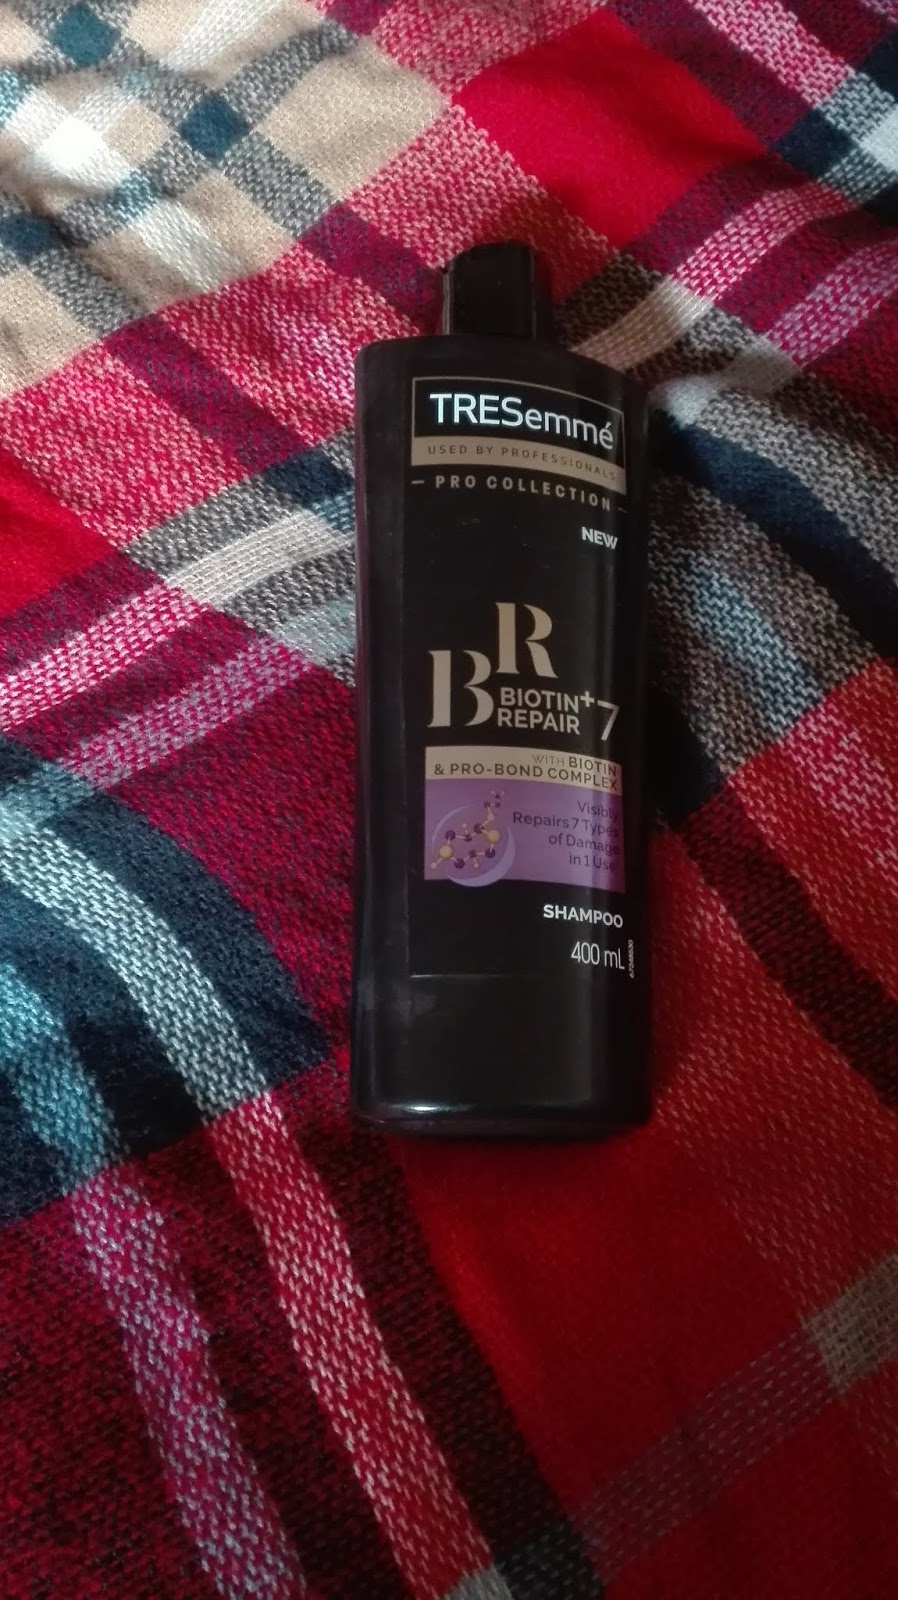 TRESemmé
USED BY PROFESSIONALS
– PRO COLLECTION –
NEW
BR
BIOTIN+
REPAIR 7
WITH BIOTIN
& PRO-BOND COMPLEX
Visibly
Repairs 7 Types
of Damage
in 1 Use
SHAMPOO
400 mL